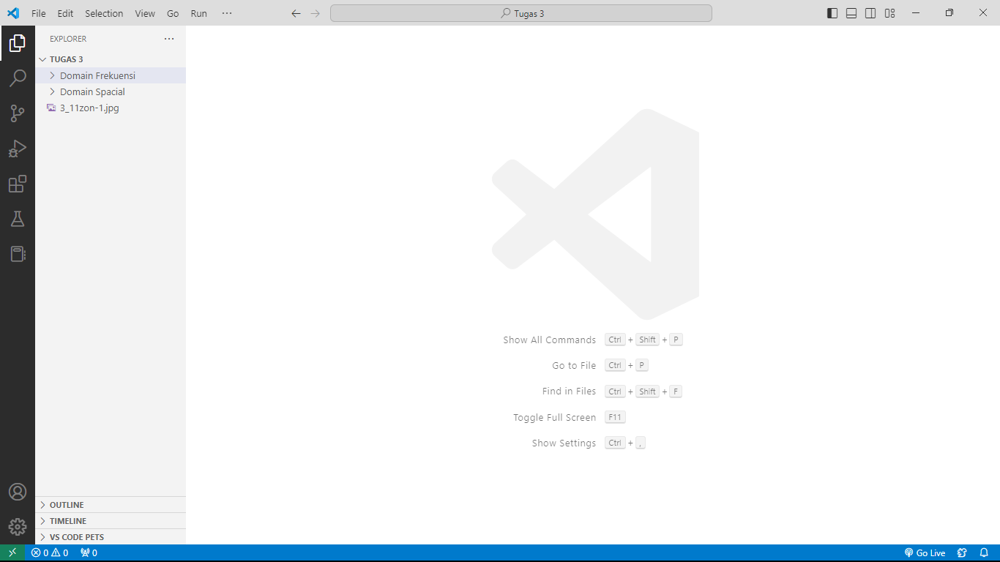 File Edit Selection View Go Run ···
Tugas 3
EXPLORER
TUGAS 3
Domain Frekuensi
Domain Spacial
3_11zon-1.jpg
Show All Commands Ctrl + Shift + P
Go to File Ctrl + P
Find in Files Ctrl + Shift + F
Toggle Full Screen F11
Show Settings Ctrl + ,
OUTLINE
TIMELINE
VS CODE PETS
0 0 0 Go Live